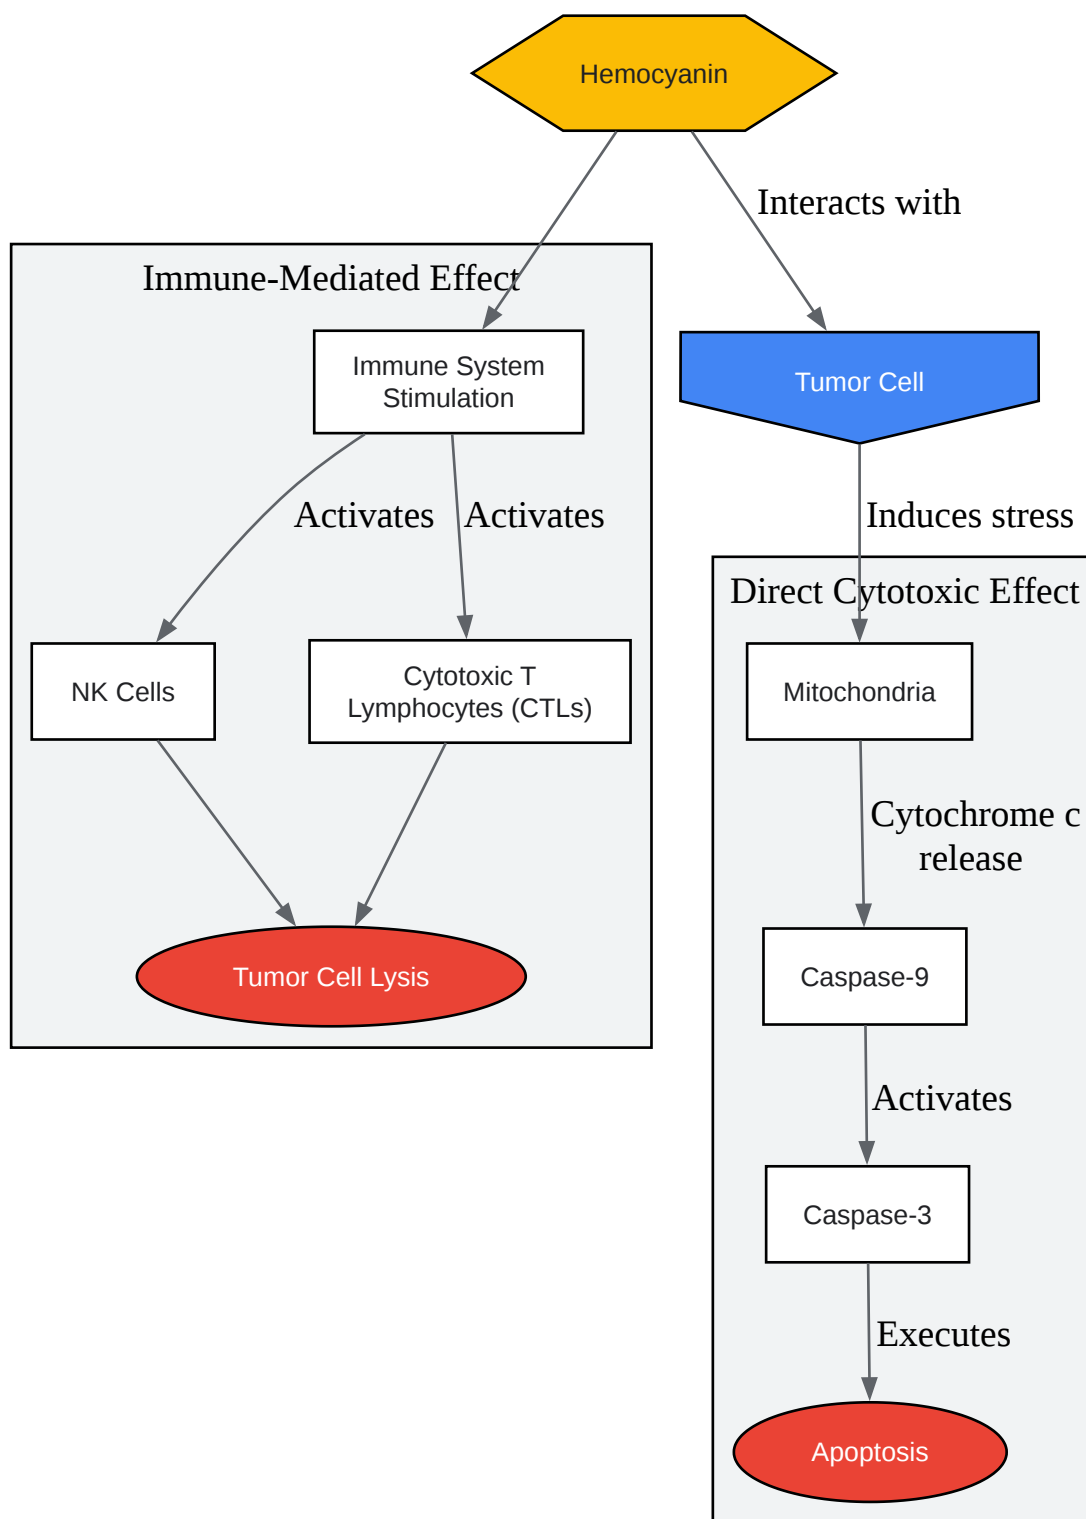 Hemocyanin
Interacts with
Immune-Mediated Effect
Immune System
Stimulation
Tumor Cell
Activates
Activates
Induces stress
Direct Cytotoxic Effect
NK Cells
Cytotoxic T
Lymphocytes (CTLs)
Mitochondria
Cytochrome c
release
Tumor Cell Lysis
Caspase-9
Activates
Caspase-3
Executes
Apoptosis